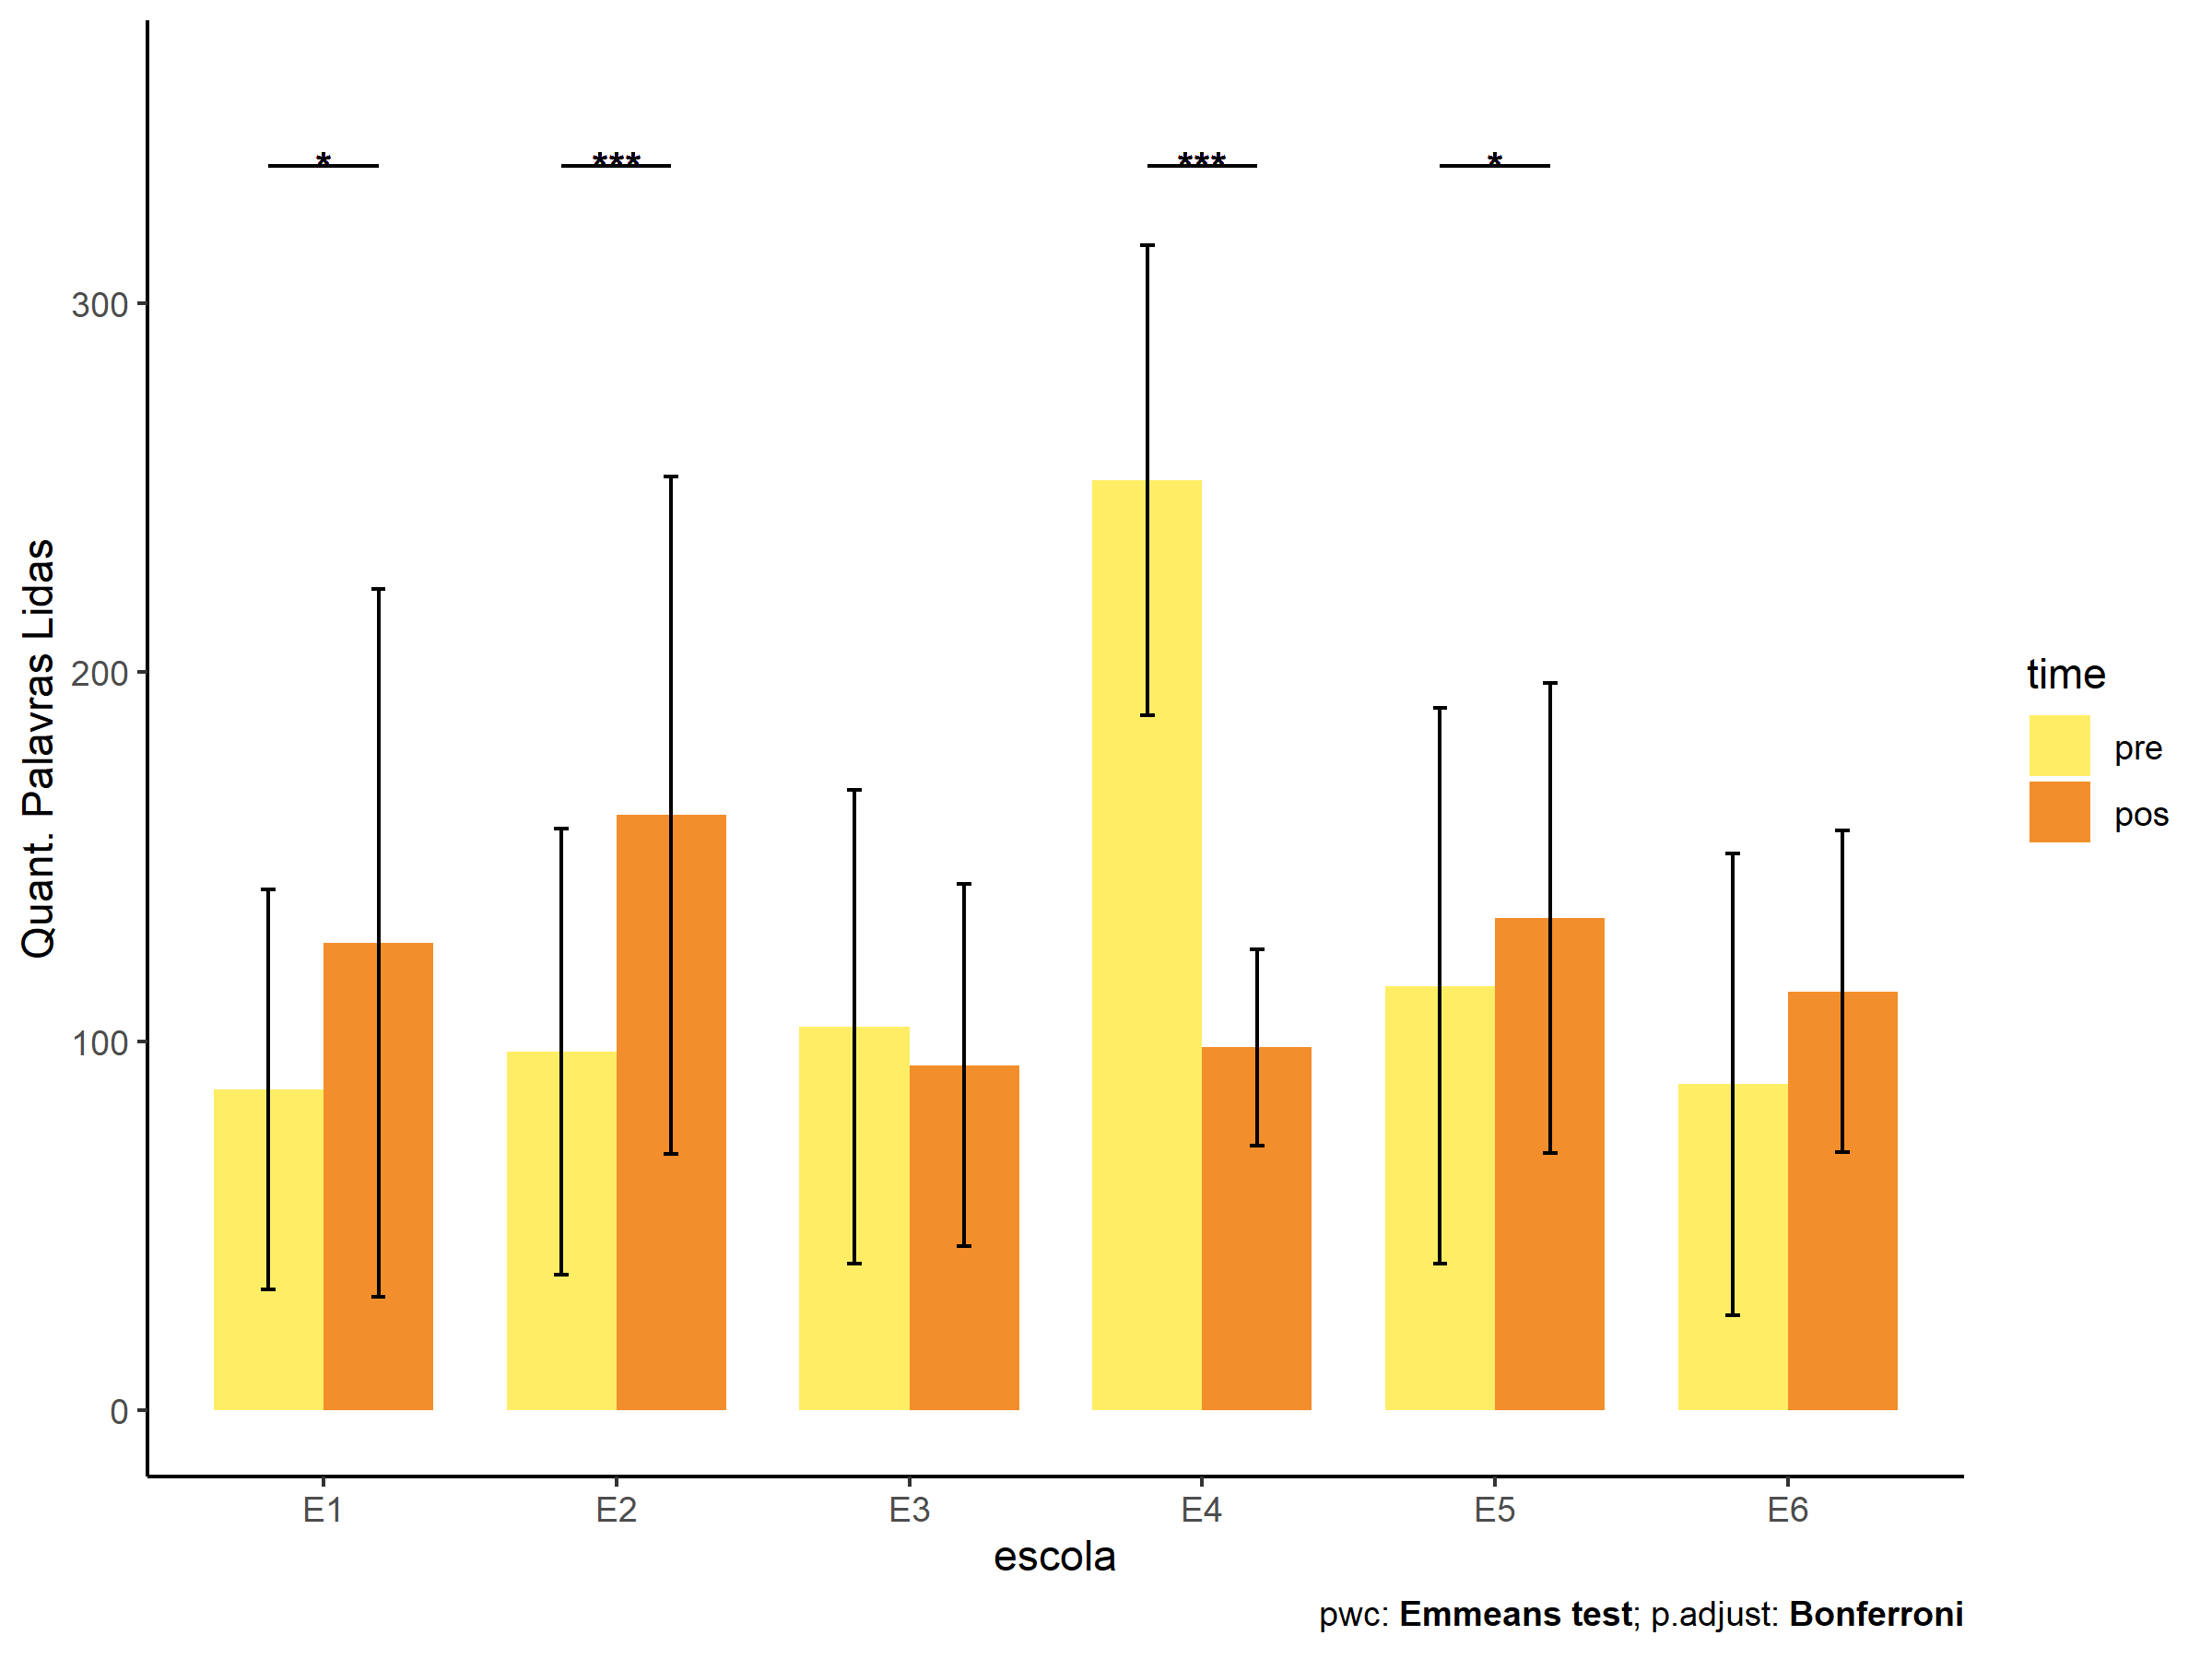 * *** *** *
300
200
100
0
Quant. Palavras Lidas
E1 E2 E3 E4 E5 E6
escola
time
pre
pos
pwc: Emmeans test; p.adjust: Bonferroni